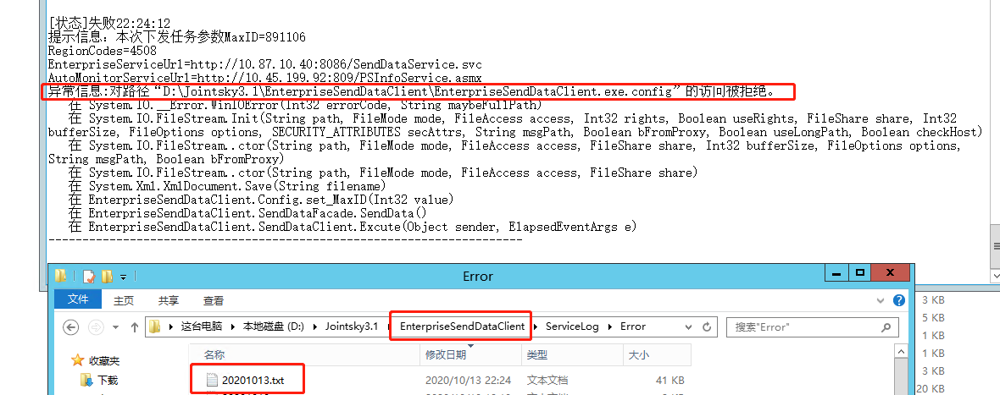 [状态]失败22:24:12
提示信息：本次下发任务参数MaxID=891106
RegionCodes=4508
EnterpriseServiceUrl=http://10.87.10.40:8086/SendDataService.svc
AutoMonitorServiceUrl=http://10.45.199.92:809/PSInfoService.asmx
异常信息:对路径“D:\Jointsky3.1\EnterpriseSendDataClient\EnterpriseSendDataClient.exe.config”的访问被拒绝。
在 System.IO.__Error.WinIOError(Int32 errorCode, String maybeFullPath)
在 System.IO.FileStream.Init(String path, FileMode mode, FileAccess access, Int32 rights, Boolean useRights, FileShare share, Int32
bufferSize, FileOptions options, SECURITY_ATTRIBUTES secAttrs, String msgPath, Boolean bFromProxy, Boolean useLongPath, Boolean checkHost)
在 System.IO.FileStream..ctor(String path, FileMode mode, FileAccess access, FileShare share, Int32 bufferSize, FileOptions options,
String msgPath, Boolean bFromProxy)
在 System.IO.FileStream..ctor(String path, FileMode mode, FileAccess access, FileShare share)
在 System.Xml.XmlDocument.Save(String filename)
在 EnterpriseSendDataClient.Config.set_MaxID(Int32 value)
在 EnterpriseSendDataClient.SendDataFacade.SendData()
在 EnterpriseSendDataClient.SendDataClient.Excute(Object sender, ElapsedEventArgs e)
----------------------------------------------------------------------
Error
文件 主页 共享 查看
这台电脑 本地磁盘 (D:) Jointsky3.1 EnterpriseSendDataClient ServiceLog Error 搜索"Error"
收藏夹 名称 修改日期 类型 大小
下载 20201013.txt 2020/10/13 22:24 文本文档 41 KB
3 KB
5 KB
1 KB
1 KB
1 KB
3 KB
20 KB